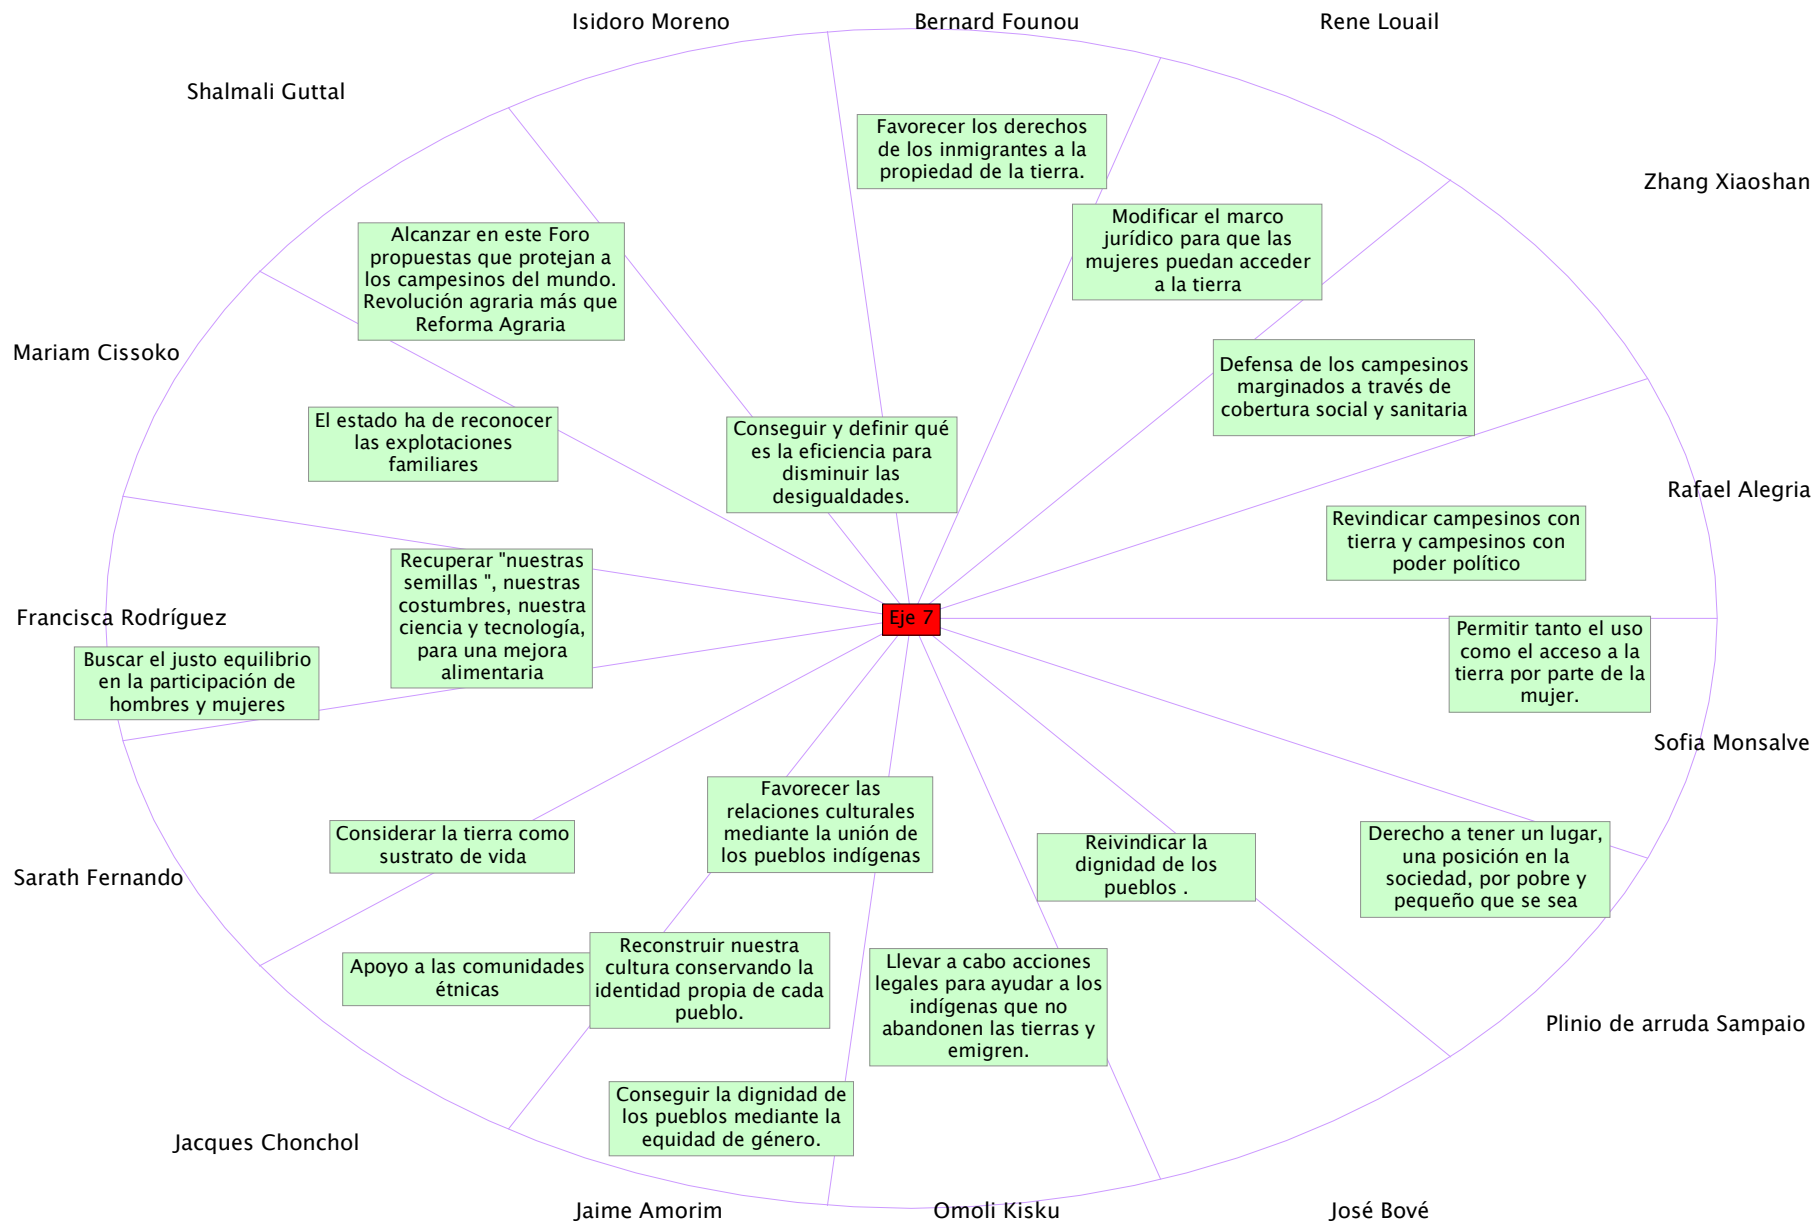 Isidoro Moreno
Bernard Founou
Rene Louail
Shalmali Guttal
Favorecer los derechos
de los inmigrantes a la
propiedad de la tierra.
Zhang Xiaoshan
Modificar el marco
jurídico para que las
mujeres puedan acceder
a la tierra
Alcanzar en este Foro
propuestas que protejan a
los campesinos del mundo.
Revolución agraria más que
Reforma Agraria
Mariam Cissoko
Defensa de los campesinos
marginados a través de
cobertura social y sanitaria
El estado ha de reconocer
las explotaciones
familiares
Conseguir y definir qué
es la eficiencia para
disminuir las
desigualdades.
Rafael Alegria
Revindicar campesinos con
tierra y campesinos con
poder político
Recuperar "nuestras
semillas ", nuestras
costumbres, nuestra
ciencia y tecnología,
para una mejora
alimentaria
Francisca Rodríguez
Eje 7
Permitir tanto el uso
como el acceso a la
tierra por parte de la
mujer.
Buscar el justo equilibrio
en la participación de
hombres y mujeres
Sofia Monsalve
Favorecer las
relaciones culturales
mediante la unión de
los pueblos indígenas
Considerar la tierra como
sustrato de vida
Reivindicar la
dignidad de los
pueblos .
Derecho a tener un lugar,
una posición en la
sociedad, por pobre y
pequeño que se sea
Sarath Fernando
Apoyo a las comunidades
étnicas
Reconstruir nuestra
cultura conservando la
identidad propia de cada
pueblo.
Llevar a cabo acciones
legales para ayudar a los
indígenas que no
abandonen las tierras y
emigren.
Plinio de arruda Sampaio
Conseguir la dignidad de
los pueblos mediante la
equidad de género.
Jacques Chonchol
Jaime Amorim
Omoli Kisku
José Bové